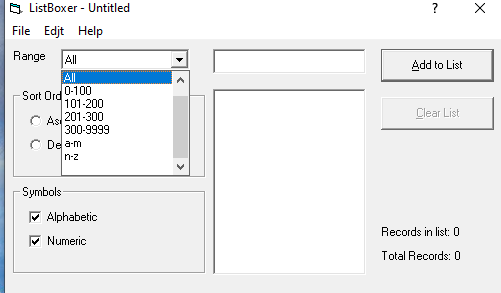 ListBoxer - Untitled
File Edjt Help
Range
All
Add to List
All
0-100
101-200
201-300
300-9999
a-m
n-z
Sort Ord
Asc
De
Clear List
Symbols
Alphabetic
Numeric
Records in list: 0
Total Records: 0